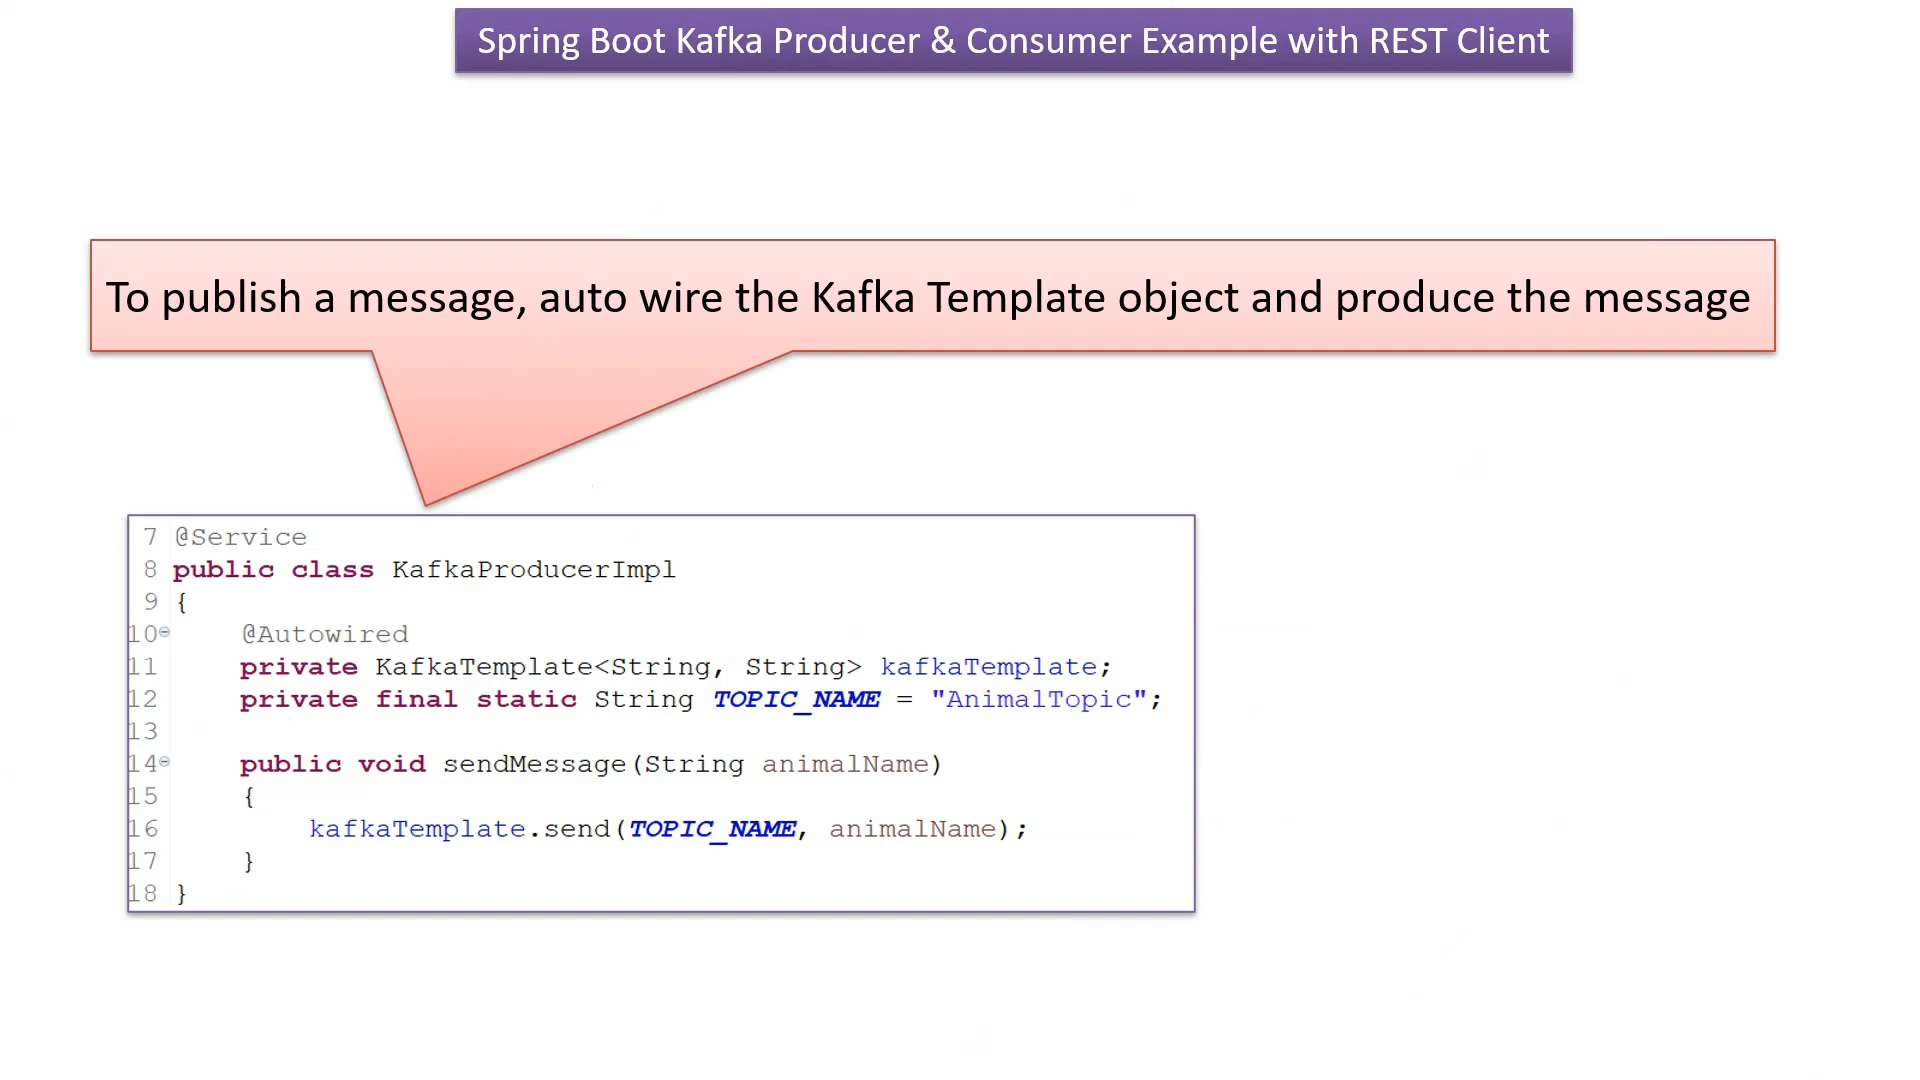 Spring Boot Kafka Producer & Consumer Example with REST Client
To publish a message, auto wire the Kafka Template object and produce the message
7 @Service
8 public class KafkaProducerImpl
9 {
10     @Autowired
11     private KafkaTemplate<String, String> kafkaTemplate;
12     private final static String TOPIC_NAME = "AnimalTopic";
13
14     public void sendMessage(String animalName)
15     {
16         kafkaTemplate.send(TOPIC_NAME, animalName);
17     }
18 }